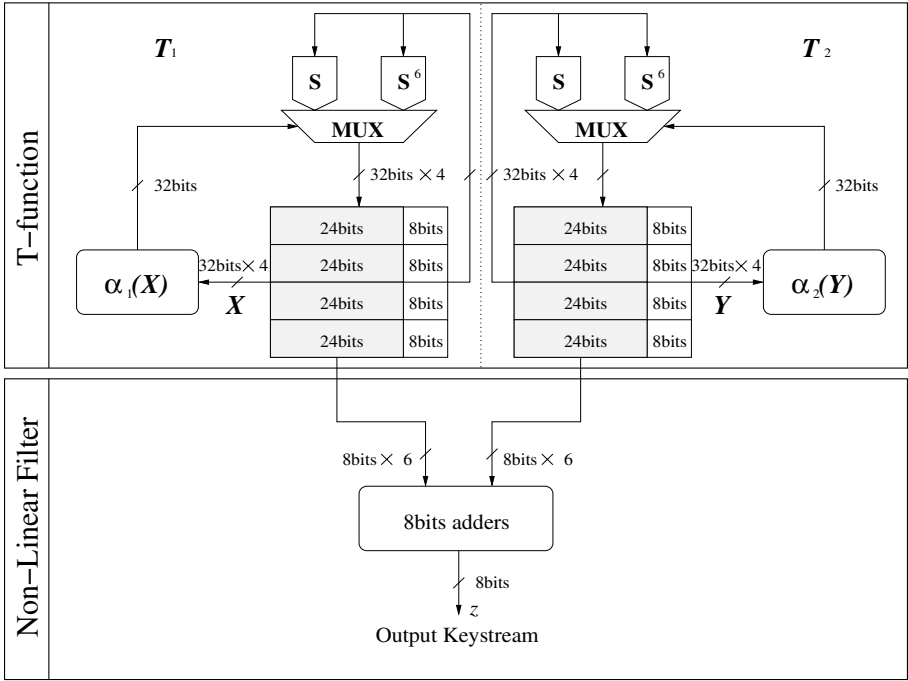 T1
T2
S
S6
S
S6
MUX
MUX
32bits
32bits × 4
32bits × 4
32bits
24bits
8bits
24bits
8bits
α1(X)
32bits × 4
X
24bits
8bits
24bits
8bits
32bits × 4
Y
α2(Y)
24bits
8bits
24bits
8bits
24bits
8bits
24bits
8bits
T-function
8bits × 6
8bits × 6
8bits adders
8bits
z
Output Keystream
Non-Linear Filter